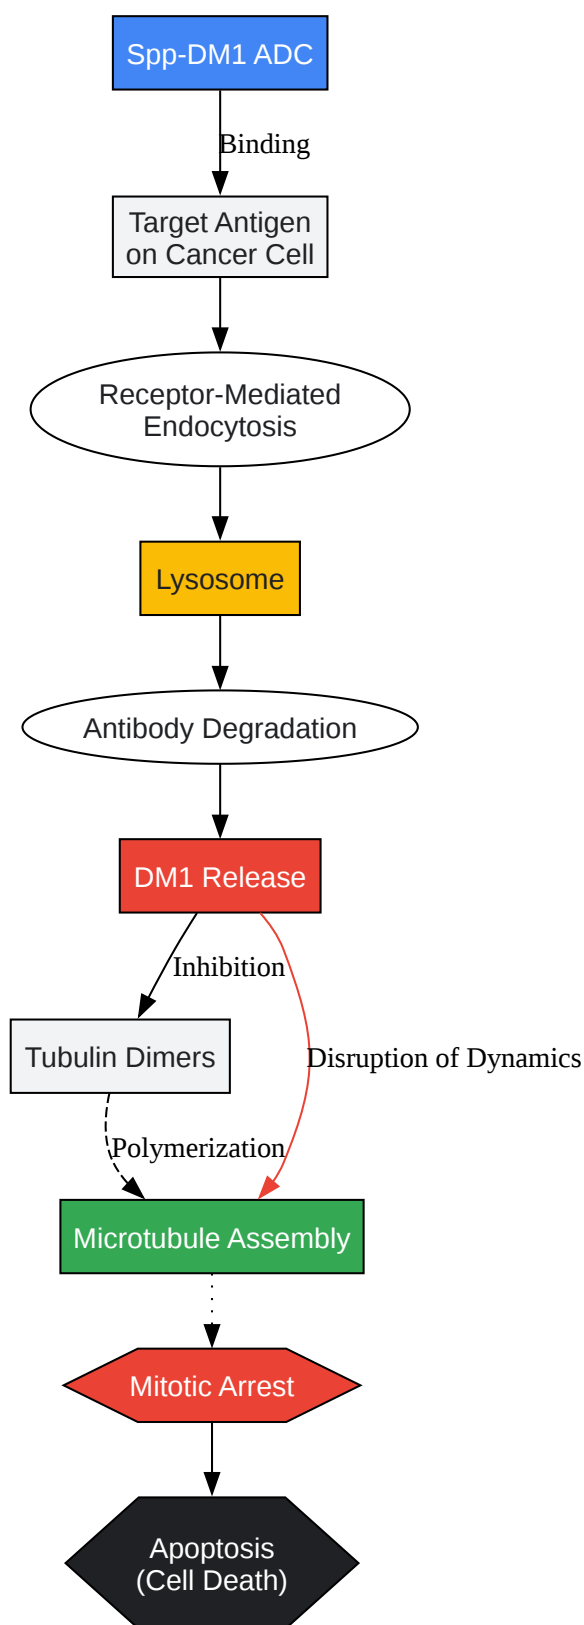 Spp-DM1 ADC
Binding
Target Antigen
on Cancer Cell
Receptor-Mediated
Endocytosis
Lysosome
Antibody Degradation
DM1 Release
Inhibition
Tubulin Dimers
Disruption of Dynamics
Polymerization
Microtubule Assembly
Mitotic Arrest
Apoptosis
(Cell Death)